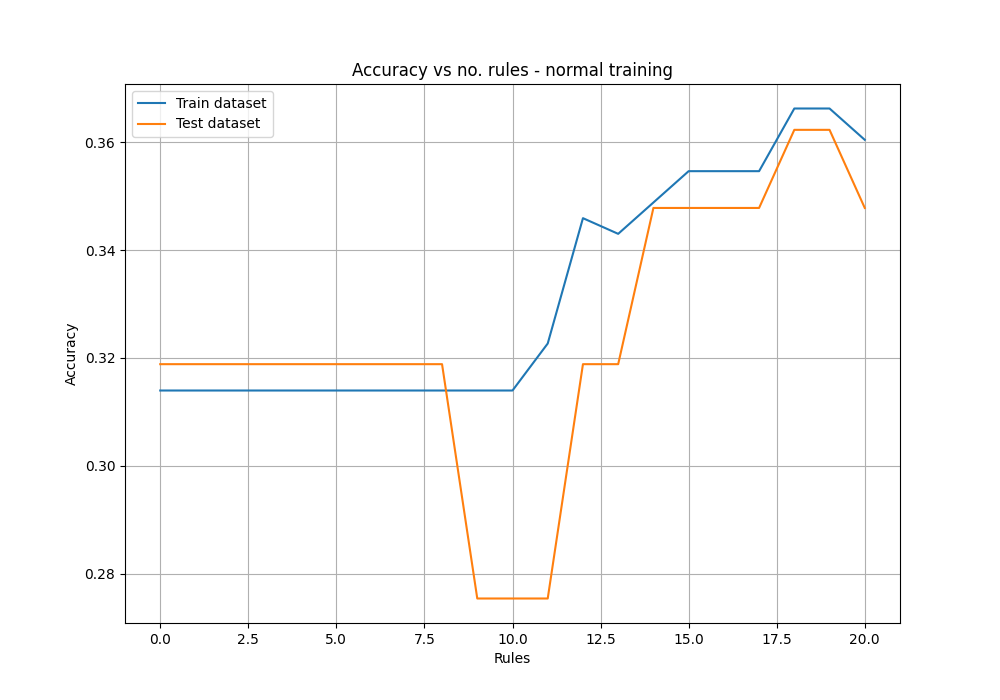 Accuracy vs no. rules - normal training
Train dataset
Test dataset
Accuracy
0.36
0.34
0.32
0.30
0.28
0.0 2.5 5.0 7.5 10.0 12.5 15.0 17.5 20.0
Rules